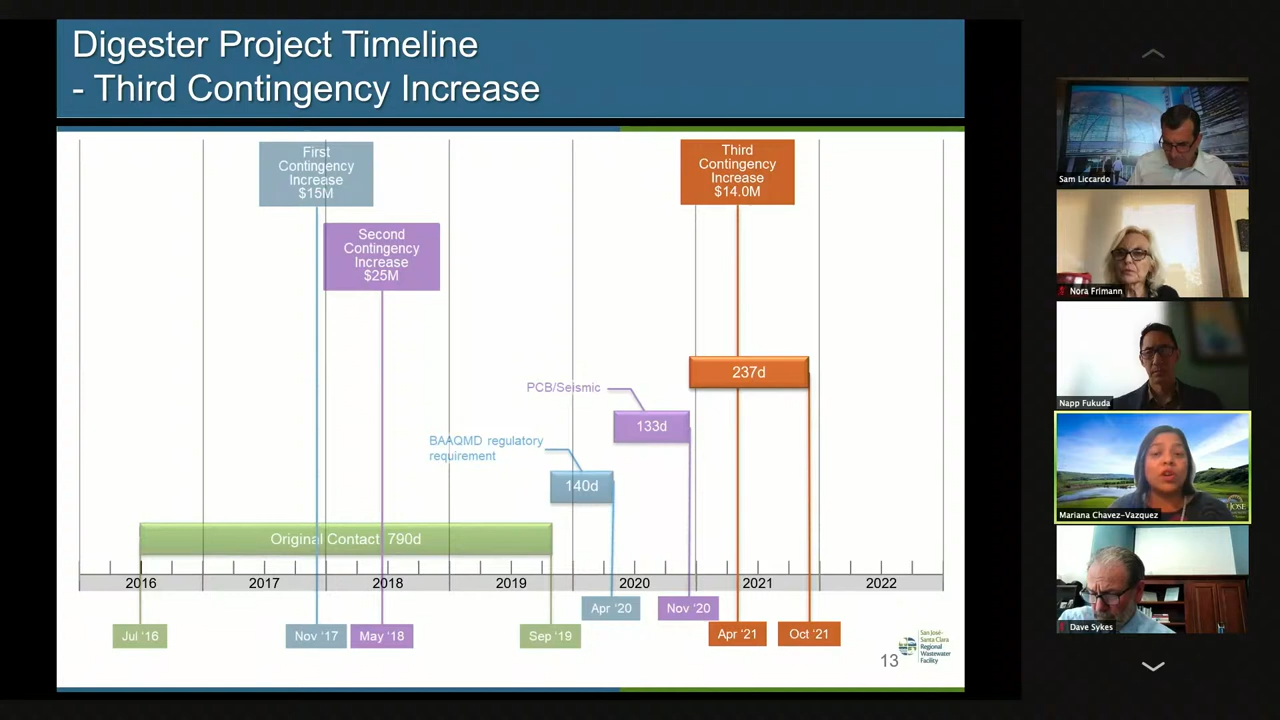 Digester Project Timeline
- Third Contingency Increase
First
Contingency
Increase
$15M
Third
Contingency
Increase
$14.0M
Second
Contingency
Increase
$25M
237d
PCB/Seismic
133d
BAAQMD regulatory
requirement
140d
Original Contact 790d
2016 2017 2018 2019 2020 2021 2022
Apr ‘20
Nov ‘20
Jul ‘16
Nov ‘17
May ‘18
Sep ‘19
Apr ‘21
Oct ‘21
13
San José-
Santa Clara
Regional
Wastewater
Facility
Sam Liccardo
Nora Frimann
Napp Fukuda
Mariana Chavez-Vazquez
Dave Sykes